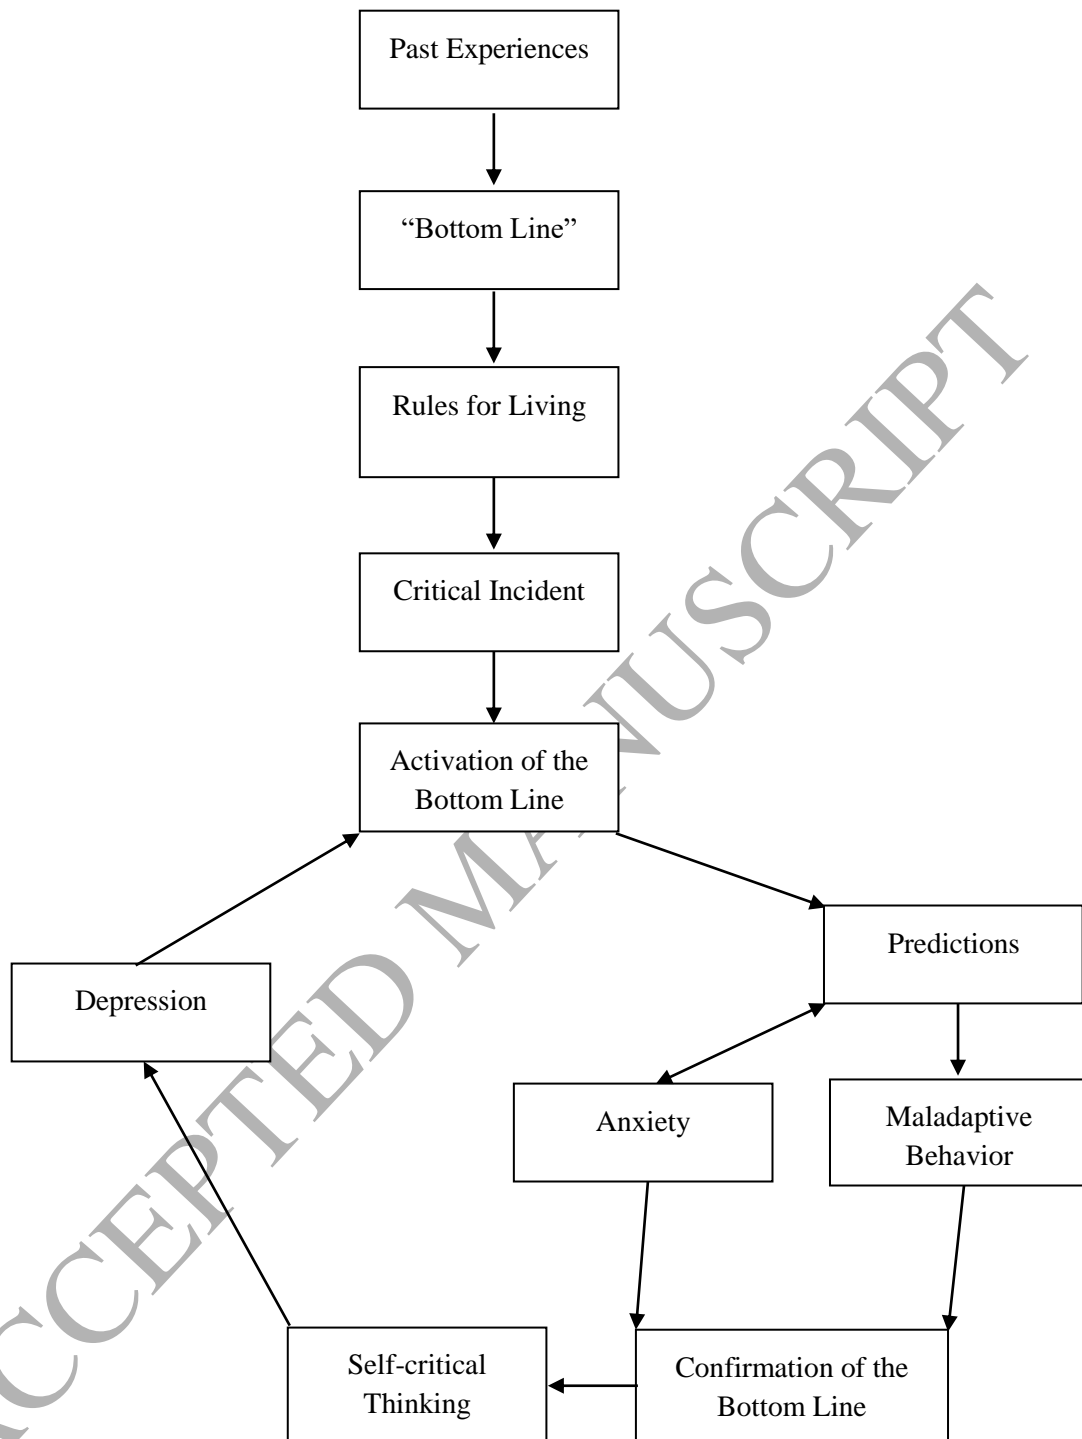 Past Experiences
“Bottom Line”
Rules for Living
Critical Incident
Activation of the
Bottom Line
Predictions
Depression
Anxiety
Maladaptive
Behavior
Self-critical
Thinking
Confirmation of the
Bottom Line
ACCEPTED MANUSCRIPT